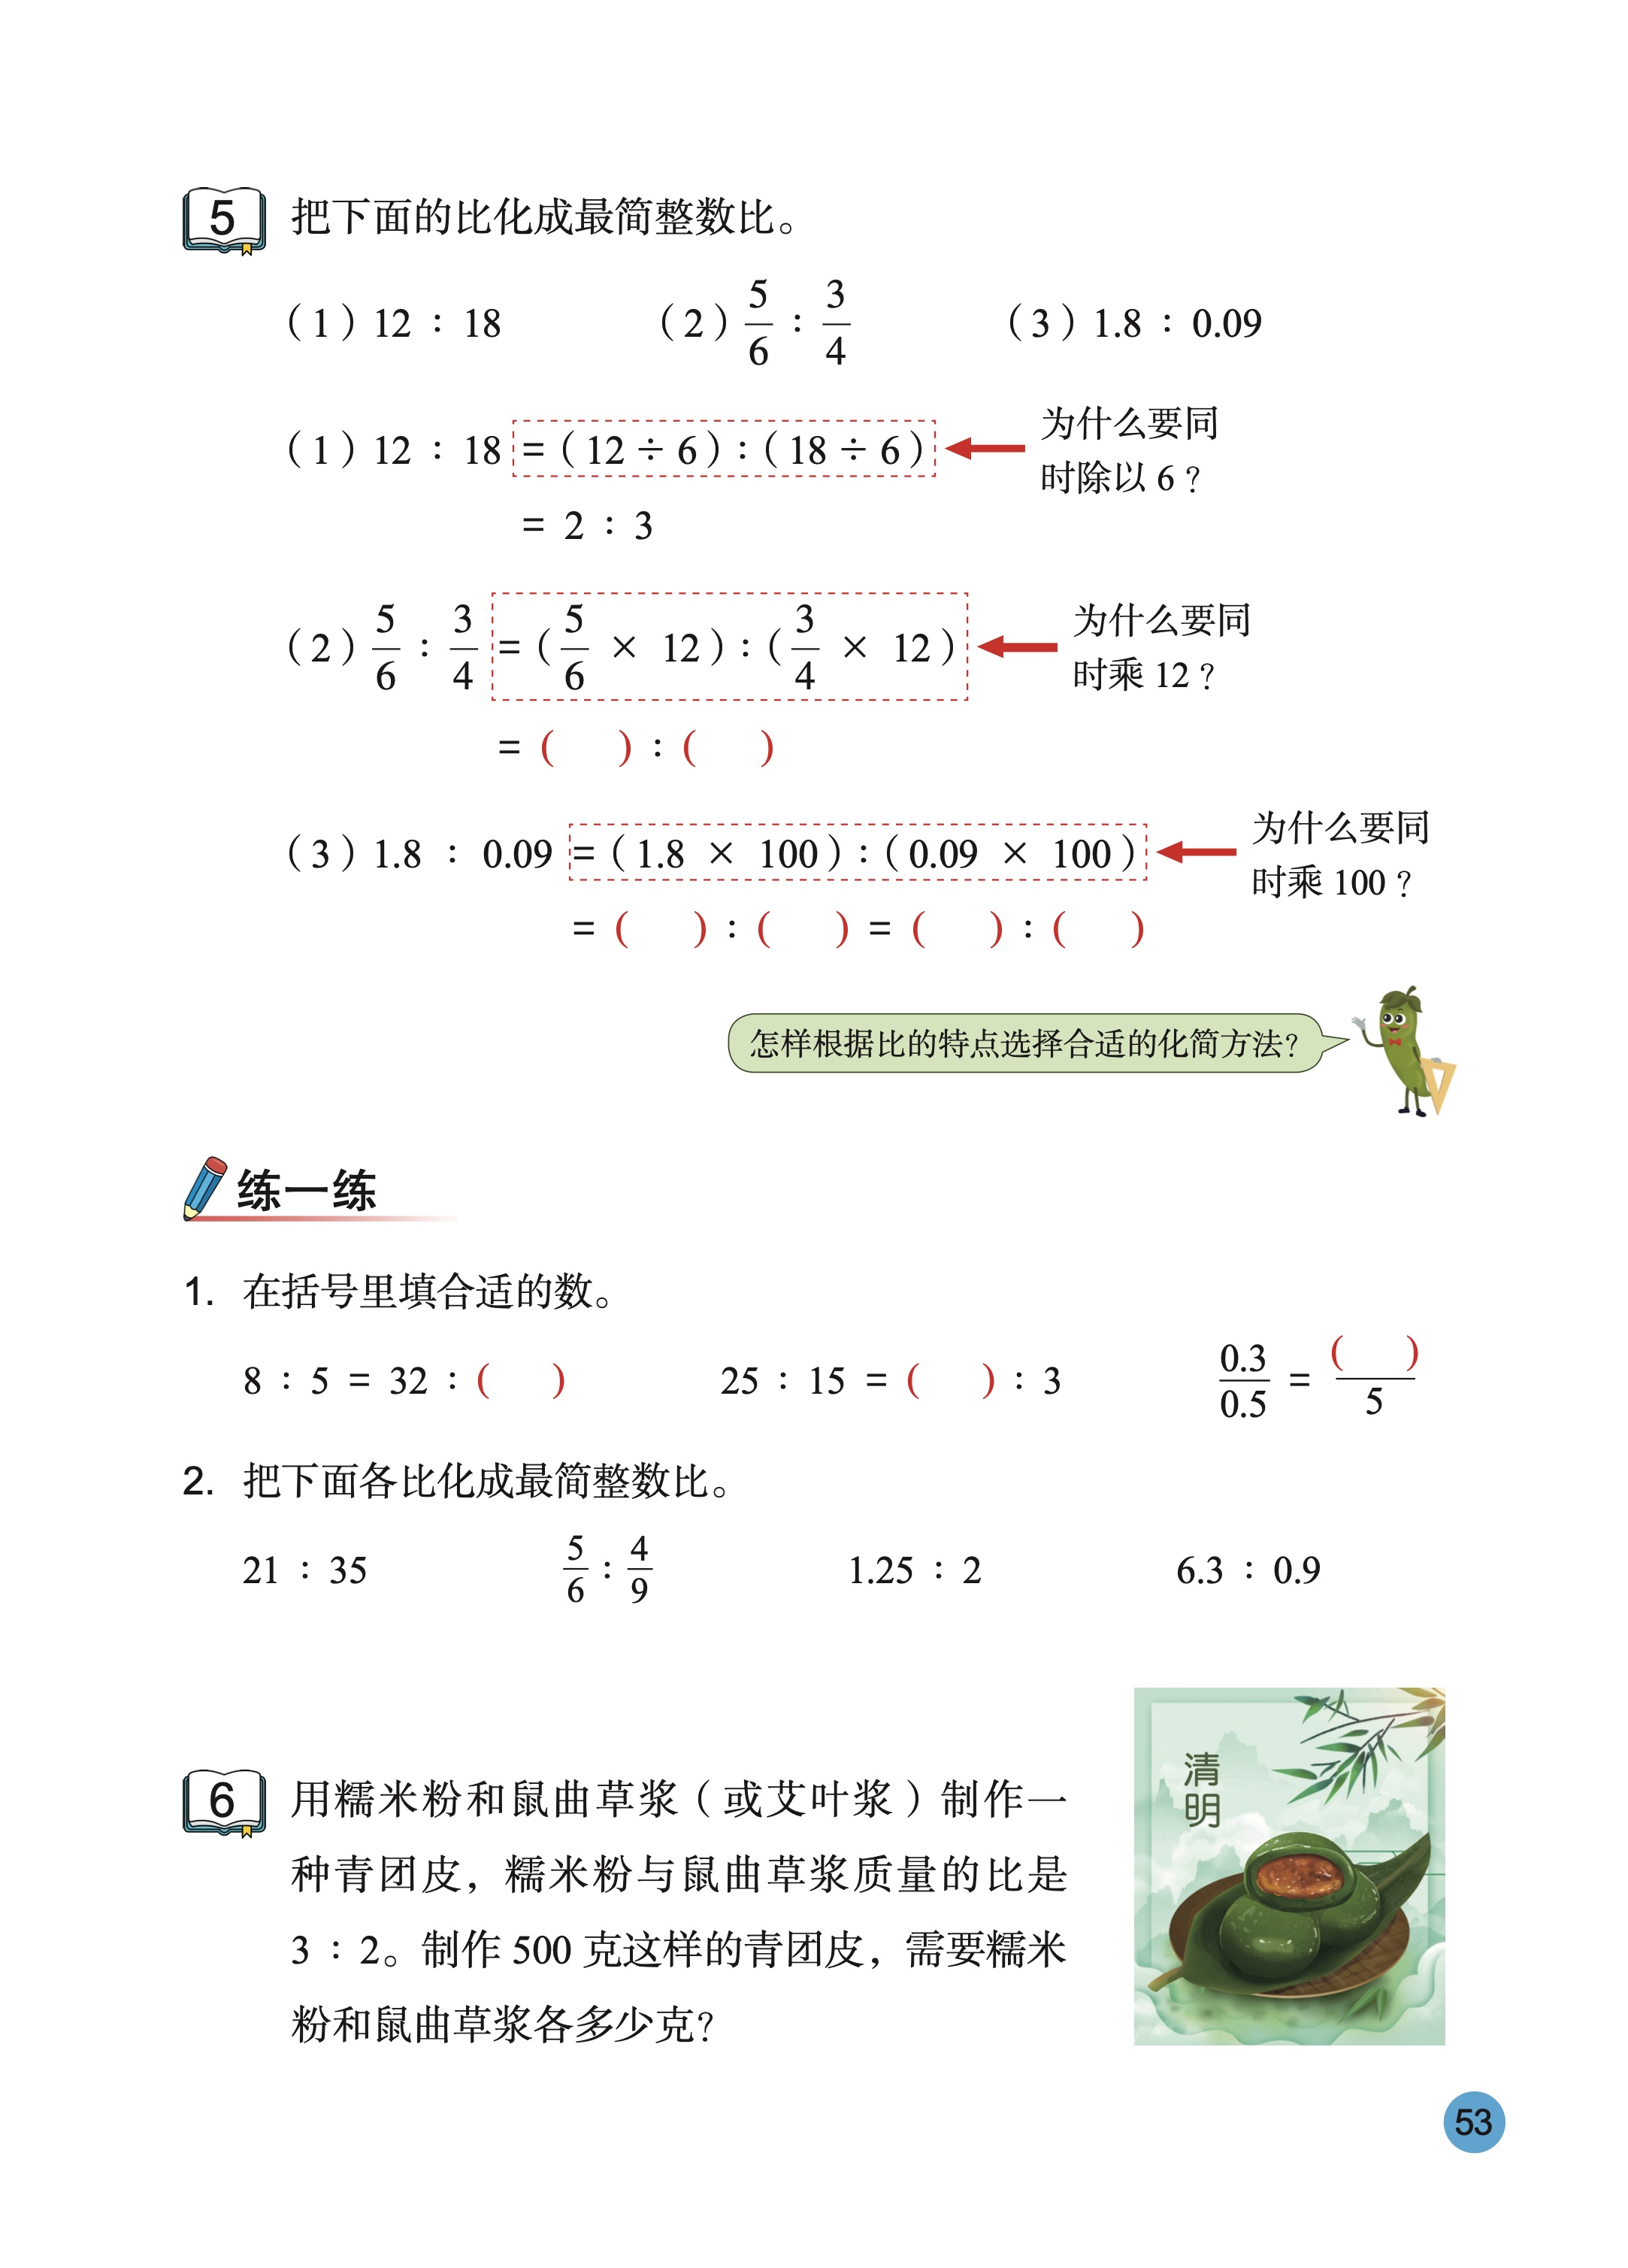 5 把下面的比化成最简整数比。
（1）12 ∶ 18 （2）5/6 ∶ 3/4 （3）1.8 ∶ 0.09
（1）12 ∶ 18 =（12 ÷ 6）∶（18 ÷ 6） 为什么要同
时除以 6？
= 2 ∶ 3
（2）5/6 ∶ 3/4 =（5/6 × 12）∶（3/4 × 12） 为什么要同
时乘 12？
=（ ）∶（ ）
（3）1.8 ∶ 0.09 =（1.8 × 100）∶（0.09 × 100） 为什么要同
时乘 100？
=（ ）∶（ ）=（ ）∶（ ）
怎样根据比的特点选择合适的化简方法？
练一练
1. 在括号里填合适的数。
8 ∶ 5 = 32 ∶（ ） 25 ∶ 15 =（ ）∶ 3 0.3/0.5 =（ ）/5
2. 把下面各比化成最简整数比。
21 ∶ 35 5/6 ∶ 4/9 1.25 ∶ 2 6.3 ∶ 0.9
清
明
6 用糯米粉和鼠曲草浆（或艾叶浆）制作一
种青团皮，糯米粉与鼠曲草浆质量的比是
3 ∶ 2。制作 500 克这样的青团皮，需要糯米
粉和鼠曲草浆各多少克？
53